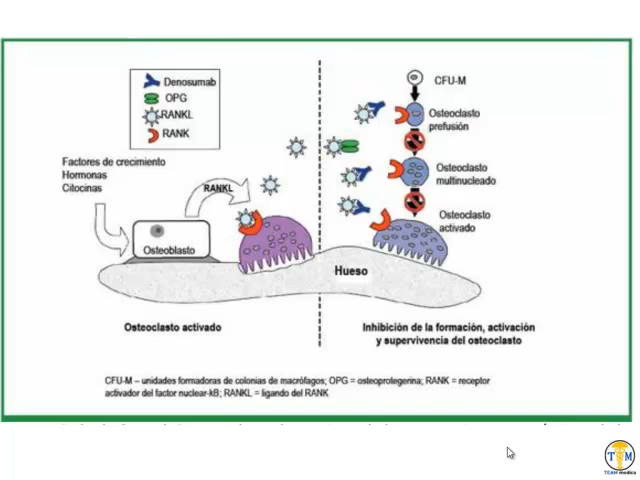 Denosumab
OPG
RANKL
RANK
Factores de crecimiento
Hormonas
Citocinas
RANKL
Osteoblasto
CFU-M
Osteoclasto
prefusión
Osteoclasto
multinucleado
Osteoclasto
activado
Hueso
Osteoclasto activado
Inhibición de la formación, activación
y supervivencia del osteoclasto
CFU-M – unidades formadoras de colonias de macrófagos; OPG = osteoprotegerina; RANK = receptor
activador del factor nuclear-kB; RANKL = ligando del RANK
T M
TEAM medica